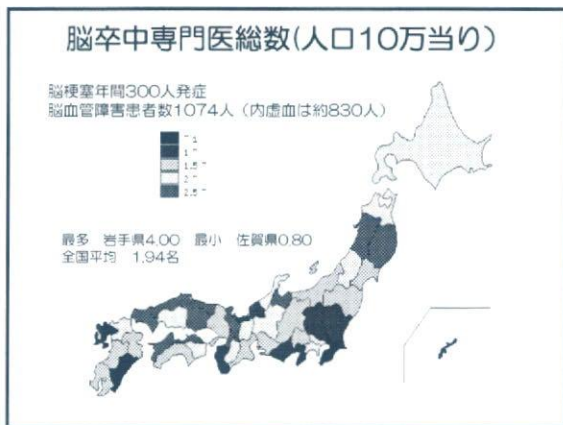 脳卒中専門医総数(人口10万当り)
脳梗塞年間300人発症
脳血管障害患者数1074人（内虚血は約830人）
最多　岩手県4.00　最小　佐賀県0.80
全国平均　1.94名